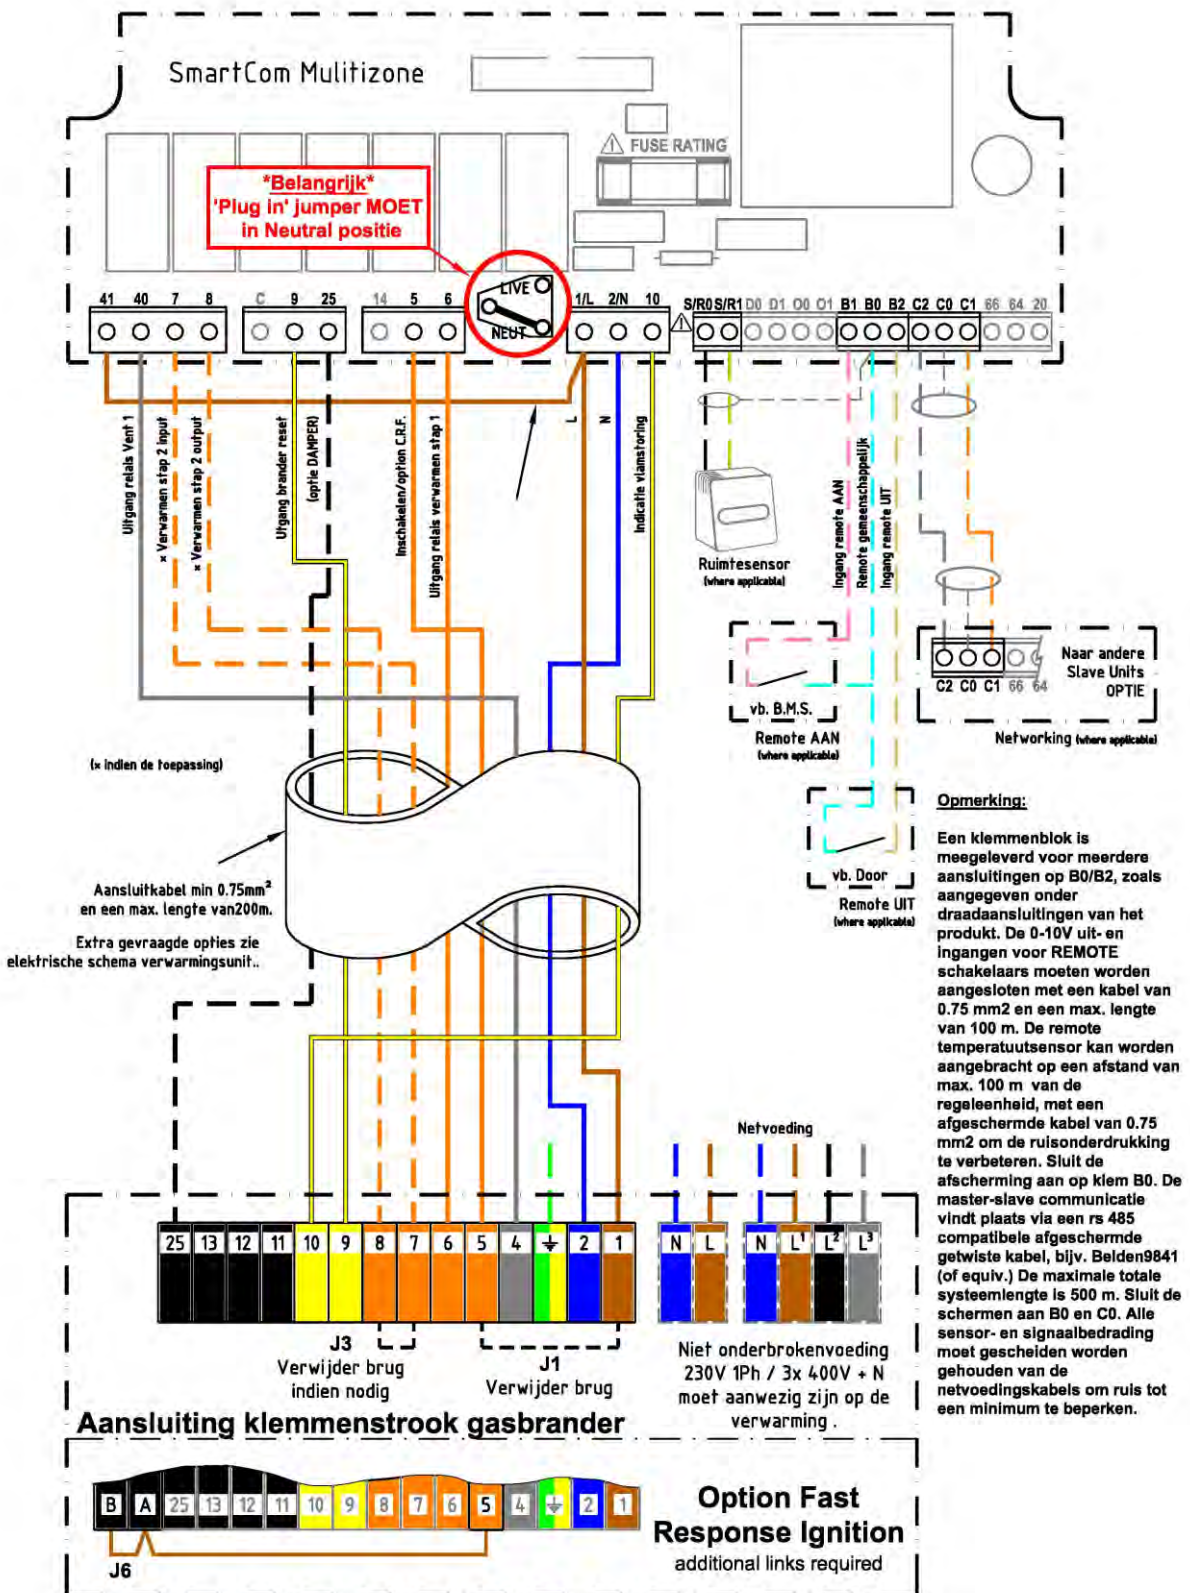 SmartCom Mulitizone
FUSE RATING
*Belangrijk*
'Plug in' jumper MOET
in Neutral positie
LIVE
NEUT
41 40 7 8
C 9 25
14 5 6
1/L 2/N 10
S/R0 S/R1 D0 D1 O0 O1 B1 B0 B2 C2 C0 C1 66 64 20
Uitgang relais Vent 1
× Verwarmen stap 2 input
× Verwarmen stap 2 output
Utgang brander reset
(optie DAMPER)
Inschakelen/option C.R.F.
Uitgang relais verwarmen stap 1
L
N
Indicatie vlamstoring
Ruimtesensor
(where applicable)
Ingang remote AAN
Remote gemeenschappelijk
Ingang remote UIT
vb. B.M.S.
Remote AAN
(where applicable)
C2 C0 C1 66 64
Naar andere
Slave Units
OPTIE
Networking (where applicable)
vb. Door
Remote UIT
(where applicable)
(× indien de toepassing)
Aansluitkabel min 0.75mm²
en een max. lengte van200m.
Extra gevraagde opties zie
elektrische schema verwarmingsunit..
Opmerking:
Een klemmenblok is
meegeleverd voor meerdere
aansluitingen op B0/B2, zoals
aangegeven onder
draadaansluitingen van het
produkt. De 0-10V uit- en
ingangen voor REMOTE
schakelaars moeten worden
aangesloten met een kabel van
0.75 mm2 en een max. lengte
van 100 m. De remote
temperatuutsensor kan worden
aangebracht op een afstand van
max. 100 m van de
regeleenheid, met een
afgeschermde kabel van 0.75
mm2 om de ruisonderdrukking
te verbeteren. Sluit de
afscherming aan op klem B0. De
master-slave communicatie
vindt plaats via een rs 485
compatibele afgeschermde
getwiste kabel, bijv. Belden9841
(of equiv.) De maximale totale
systeemlengte is 500 m. Sluit de
schermen aan B0 en C0. Alle
sensor- en signaalbedrading
moet gescheiden worden
gehouden van de
netvoedingskabels om ruis tot
een minimum te beperken.
Netvoeding
25 13 12 11 10 9 8 7 6 5 4 2 1
N L
N L¹ L² L³
J3
Verwijder brug
indien nodig
J1
Verwijder brug
Niet onderbrokenvoeding
230V 1Ph / 3x 400V + N
moet aanwezig zijn op de
verwarming .
Aansluiting klemmenstrook gasbrander
B A 25 13 12 11 10 9 8 7 6 5 4 2 1
J6
Option Fast
Response Ignition
additional links required